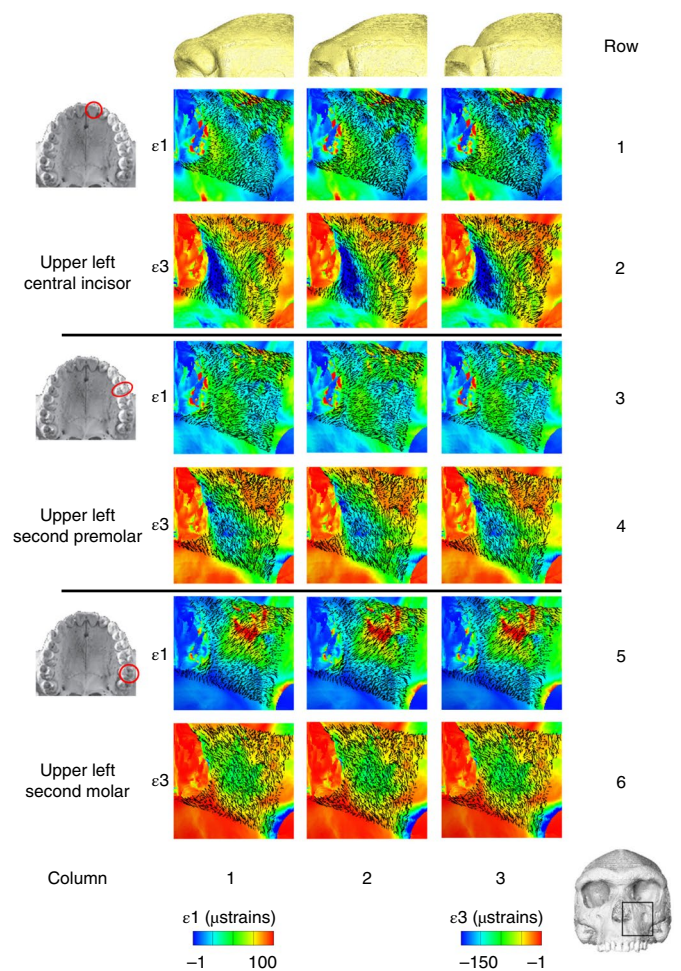 Row
ε1
1
Upper left
central incisor
ε3
2
ε1
3
Upper left
second premolar
ε3
4
ε1
5
Upper left
second molar
ε3
6
Column
1
2
3
ε1 (μstrains)
ε3 (μstrains)
–1
100
–150
–1